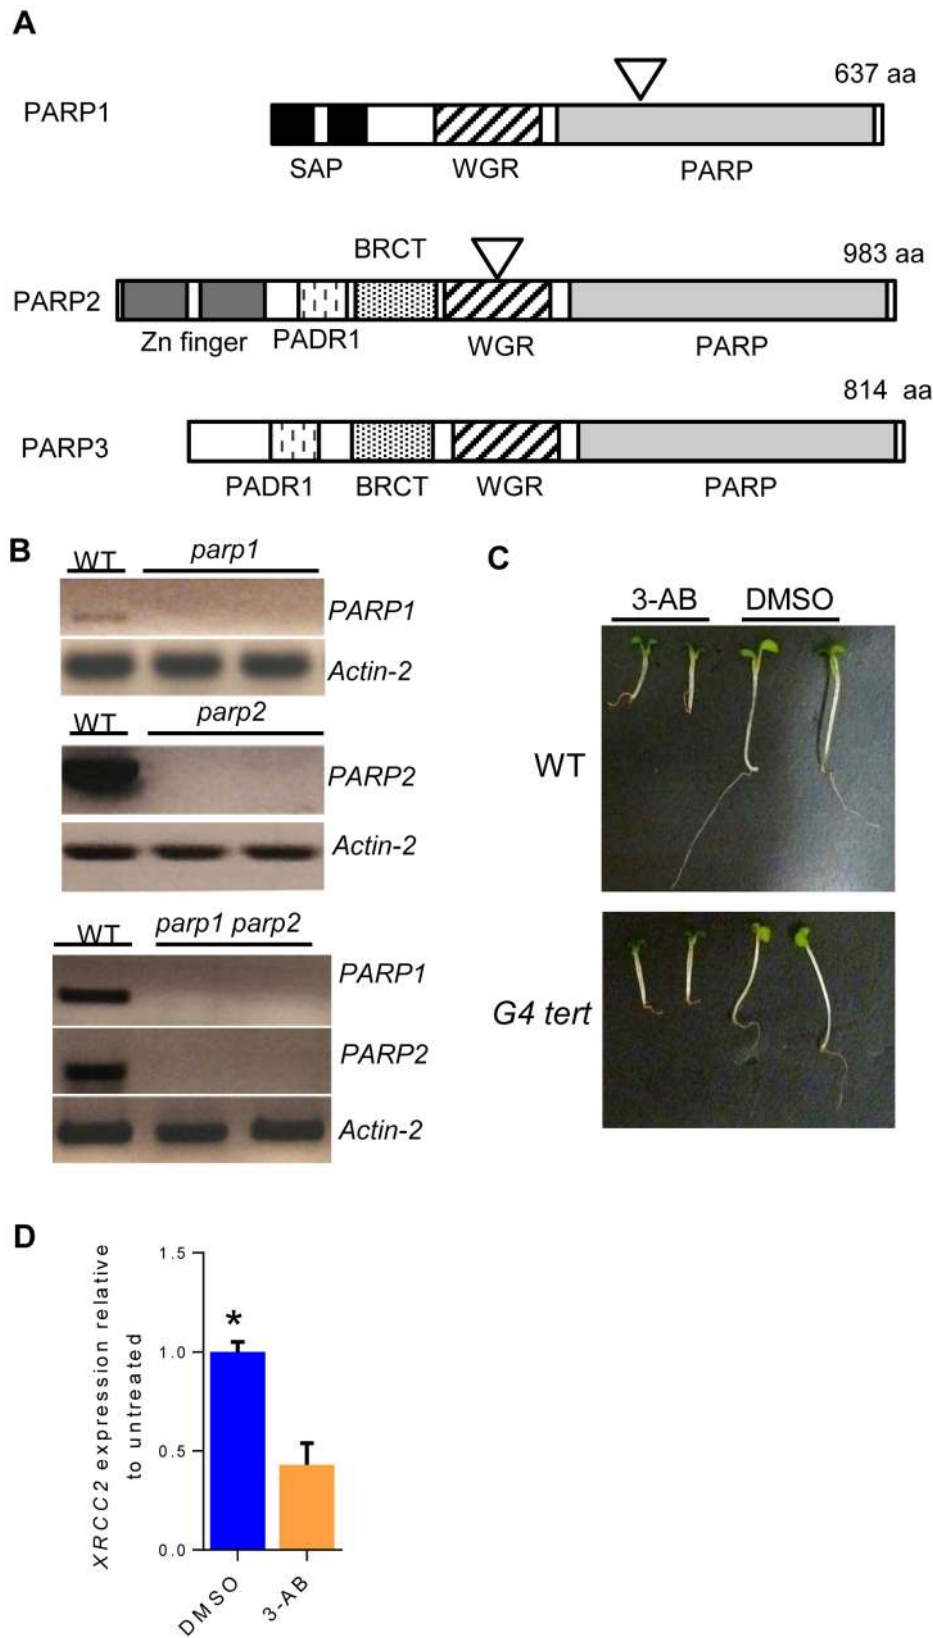 A
637 aa
PARP1
SAP WGR PARP
BRCT
983 aa
PARP2
Zn finger PADR1 WGR PARP
814 aa
PARP3
PADR1 BRCT WGR PARP
B
WT parp1
PARP1
Actin-2
WT parp2
PARP2
Actin-2
WT parp1 parp2
PARP1
PARP2
Actin-2
C
3-AB DMSO
WT
G4 tert
D
XRCC2 expression relative
to untreated
1.5
*
1.0
0.5
0.0
DMSO
3-AB